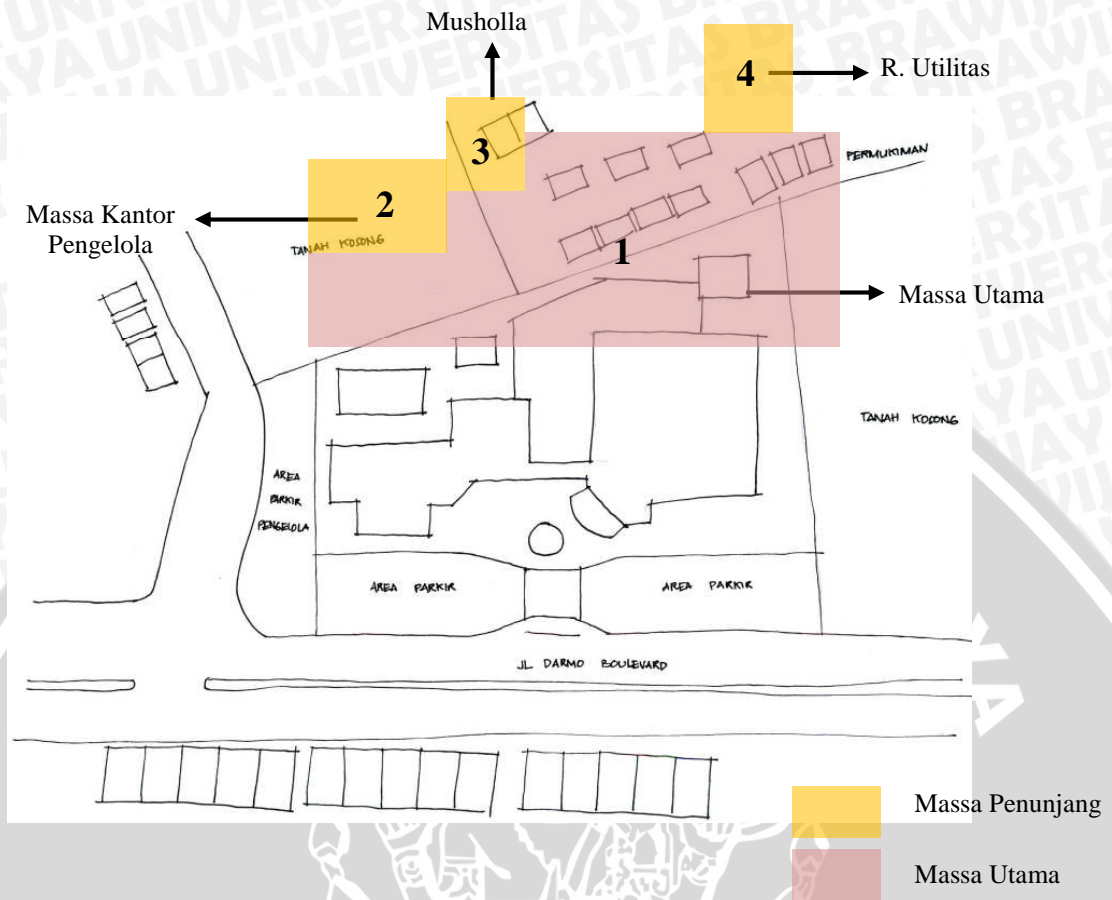 Musholla
4
R. Utilitas
3
PERMUKIMAN
2
Massa Kantor
Pengelola
TANAH KOSONG
1
Massa Utama
TANAH KOSONG
AREA
PARKIR
PENGELOLA
AREA PARKIR
AREA PARKIR
JL DARMO BOULEVARD
Massa Penunjang
Massa Utama